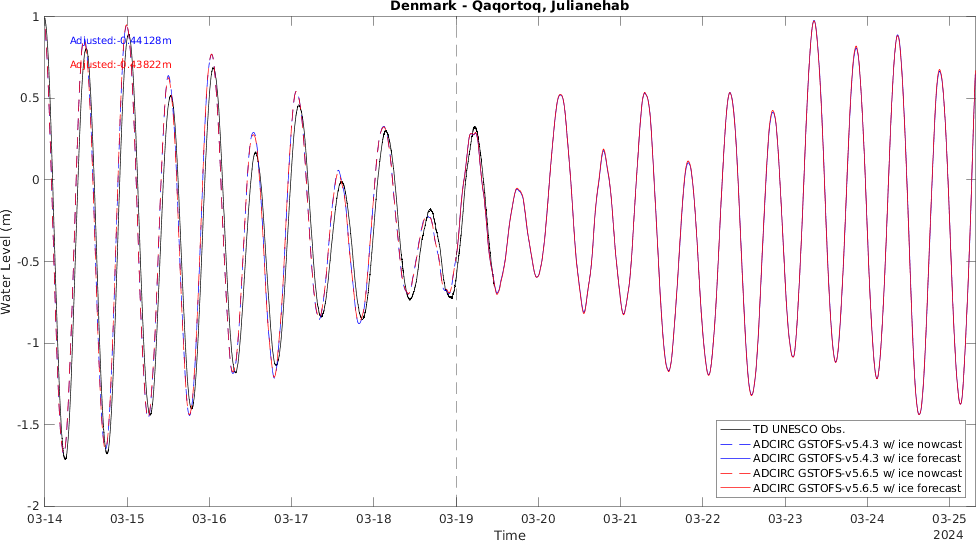 Denmark - Qaqortoq, Julianehab
Adjusted:-0.44128m
Adjusted:-0.43822m
1
0.5
0
-0.5
-1
-1.5
-2
Water Level (m)
03-14 03-15 03-16 03-17 03-18 03-19 03-20 03-21 03-22 03-23 03-24 03-25
2024
Time
TD UNESCO Obs.
ADCIRC GSTOFS-v5.4.3 w/ ice nowcast
ADCIRC GSTOFS-v5.4.3 w/ ice forecast
ADCIRC GSTOFS-v5.6.5 w/ ice nowcast
ADCIRC GSTOFS-v5.6.5 w/ ice forecast